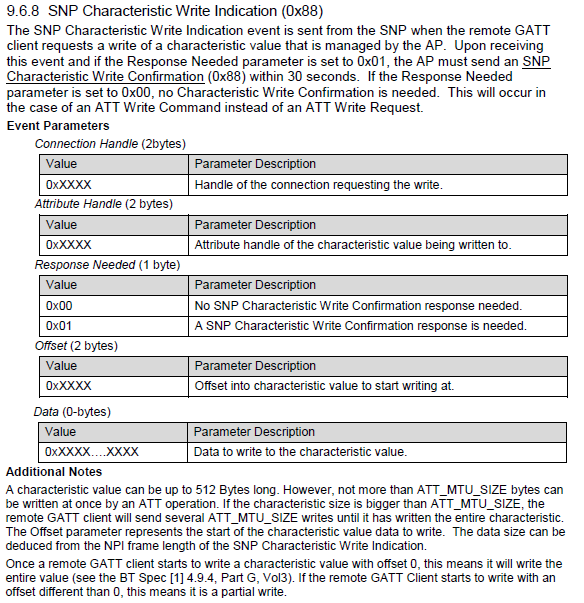 9.6.8 SNP Characteristic Write Indication (0x88)
The SNP Characteristic Write Indication event is sent from the SNP when the remote GATT
client requests a write of a characteristic value that is managed by the AP. Upon receiving
this event and if the Response Needed parameter is set to 0x01, the AP must send an SNP
Characteristic Write Confirmation (0x88) within 30 seconds. If the Response Needed
parameter is set to 0x00, no Characteristic Write Confirmation is needed. This will occur in
the case of an ATT Write Command instead of an ATT Write Request.
Event Parameters
Connection Handle (2bytes)
Value Parameter Description
0xXXXX Handle of the connection requesting the write.
Attribute Handle (2 bytes)
Value Parameter Description
0xXXXX Attribute handle of the characteristic value being written to.
Response Needed (1 byte)
Value Parameter Description
0x00 No SNP Characteristic Write Confirmation response needed.
0x01 A SNP Characteristic Write Confirmation response is needed.
Offset (2 bytes)
Value Parameter Description
0xXXXX Offset into characteristic value to start writing at.
Data (0-bytes)
Value Parameter Description
0xXXXX....XXXX Data to write to the characteristic value.
Additional Notes
A characteristic value can be up to 512 Bytes long. However, not more than ATT_MTU_SIZE bytes can
be written at once by an ATT operation. If the characteristic size is bigger than ATT_MTU_SIZE, the
remote GATT client will send several ATT_MTU_SIZE writes until it has written the entire characteristic.
The Offset parameter represents the start of the characteristic value data to write. The data size can be
deduced from the NPI frame length of the SNP Characteristic Write Indication.
Once a remote GATT client starts to write a characteristic value with offset 0, this means it will write the
entire value (see the BT Spec [1] 4.9.4, Part G, Vol3). If the remote GATT Client starts to write with an
offset different than 0, this means it is a partial write.